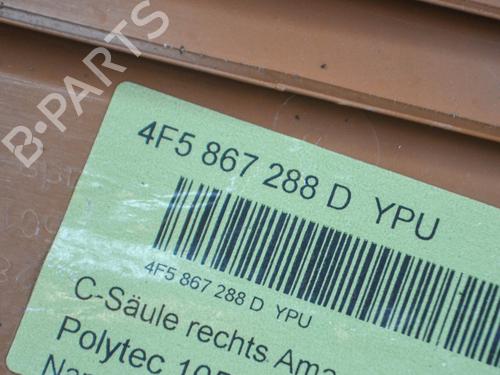 B-PARTS
4F5 867 288 D YPU
4F5 867 288 D YPU
C-Säule rechts Ama
Polytec